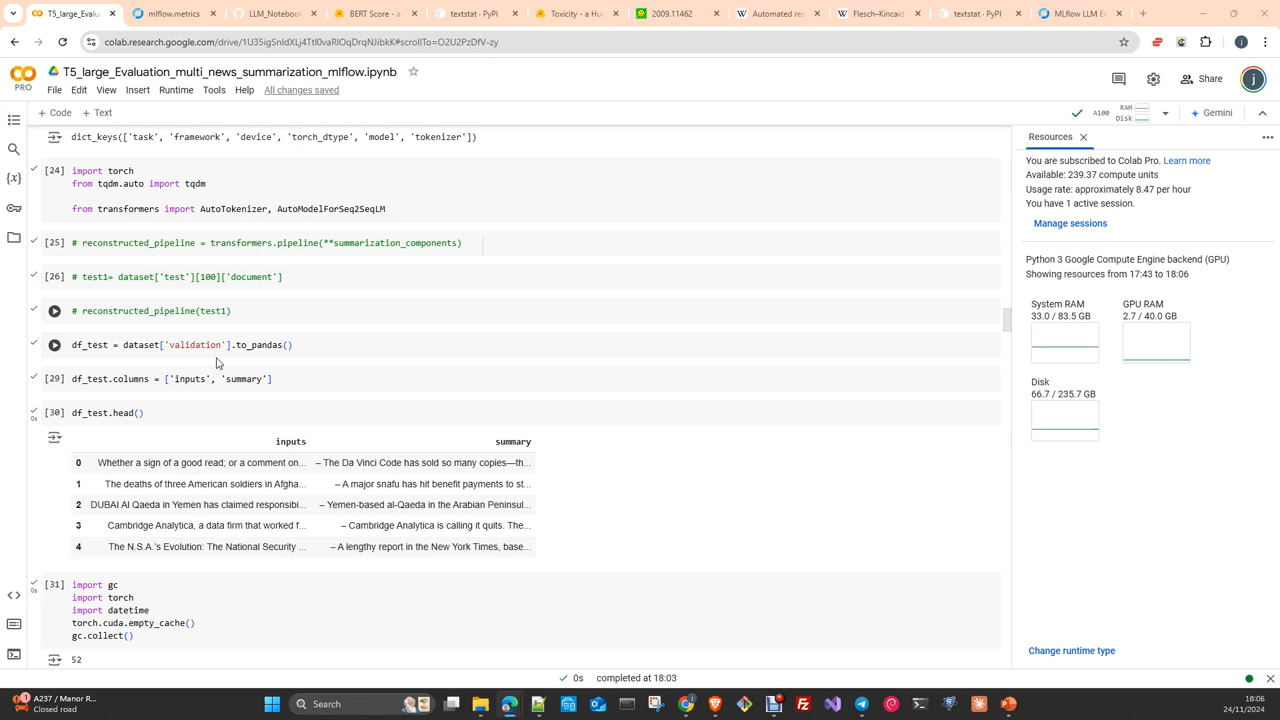 T5_large_Evaluation_mu
mlflow.metrics
LLM_Notebook
BERT Score - a
textstat - PyPI
Toxicity - a Hug
2009.11462
Automated rea
Flesch–Kincaid
textstat - PyPI
MLflow LLM E
colab.research.google.com/drive/
T5_large_Evaluation_multi_news_summarization_mlflow.ipynb
File Edit View Insert Runtime Tools Help All changes saved
Share
j
PRO
+ Code + Text
A100
RAM
Disk
Gemini
dict_keys(['task', 'framework', 'device', 'torch_dtype', 'model', 'tokenizer'])
[24] import torch
from tqdm.auto import tqdm
from transformers import AutoTokenizer, AutoModelForSeq2SeqLM
[25] # reconstructed_pipeline = transformers.pipeline(**summarization_components)
[26] # test1= dataset['test'][100]['document']
# reconstructed_pipeline(test1)
df_test = dataset['validation'].to_pandas()
[29] df_test.columns = ['inputs', 'summary']
[30] df_test.head()
0s
inputs summary
0 Whether a sign of a good read; or a comment on... – The Da Vinci Code has sold so many copies—th...
1 The deaths of three American soldiers in Afgha... – A major snafu has hit benefit payments to st...
2 DUBAI Al Qaeda in Yemen has claimed responsibi... – Yemen-based al-Qaeda in the Arabian Peninsul...
3 Cambridge Analytica, a data firm that worked f... – Cambridge Analytica is calling it quits. The...
4 The N.S.A.'s Evolution: The National Security ... – A lengthy report in the New York Times, base...
[31] import gc
0s
import torch
import datetime
torch.cuda.empty_cache()
gc.collect()
52
Resources
You are subscribed to Colab Pro. Learn more
Available: 239.37 compute units
Usage rate: approximately 8.47 per hour
You have 1 active session.
Manage sessions
Python 3 Google Compute Engine backend (GPU)
Showing resources from 17:43 to 18:06
System RAM
33.0 / 83.5 GB
GPU RAM
2.7 / 40.0 GB
Disk
66.7 / 235.7 GB
Change runtime type
0s completed at 18:03
A237 / Manor R...
Closed road
Search
18:06
24/11/2024